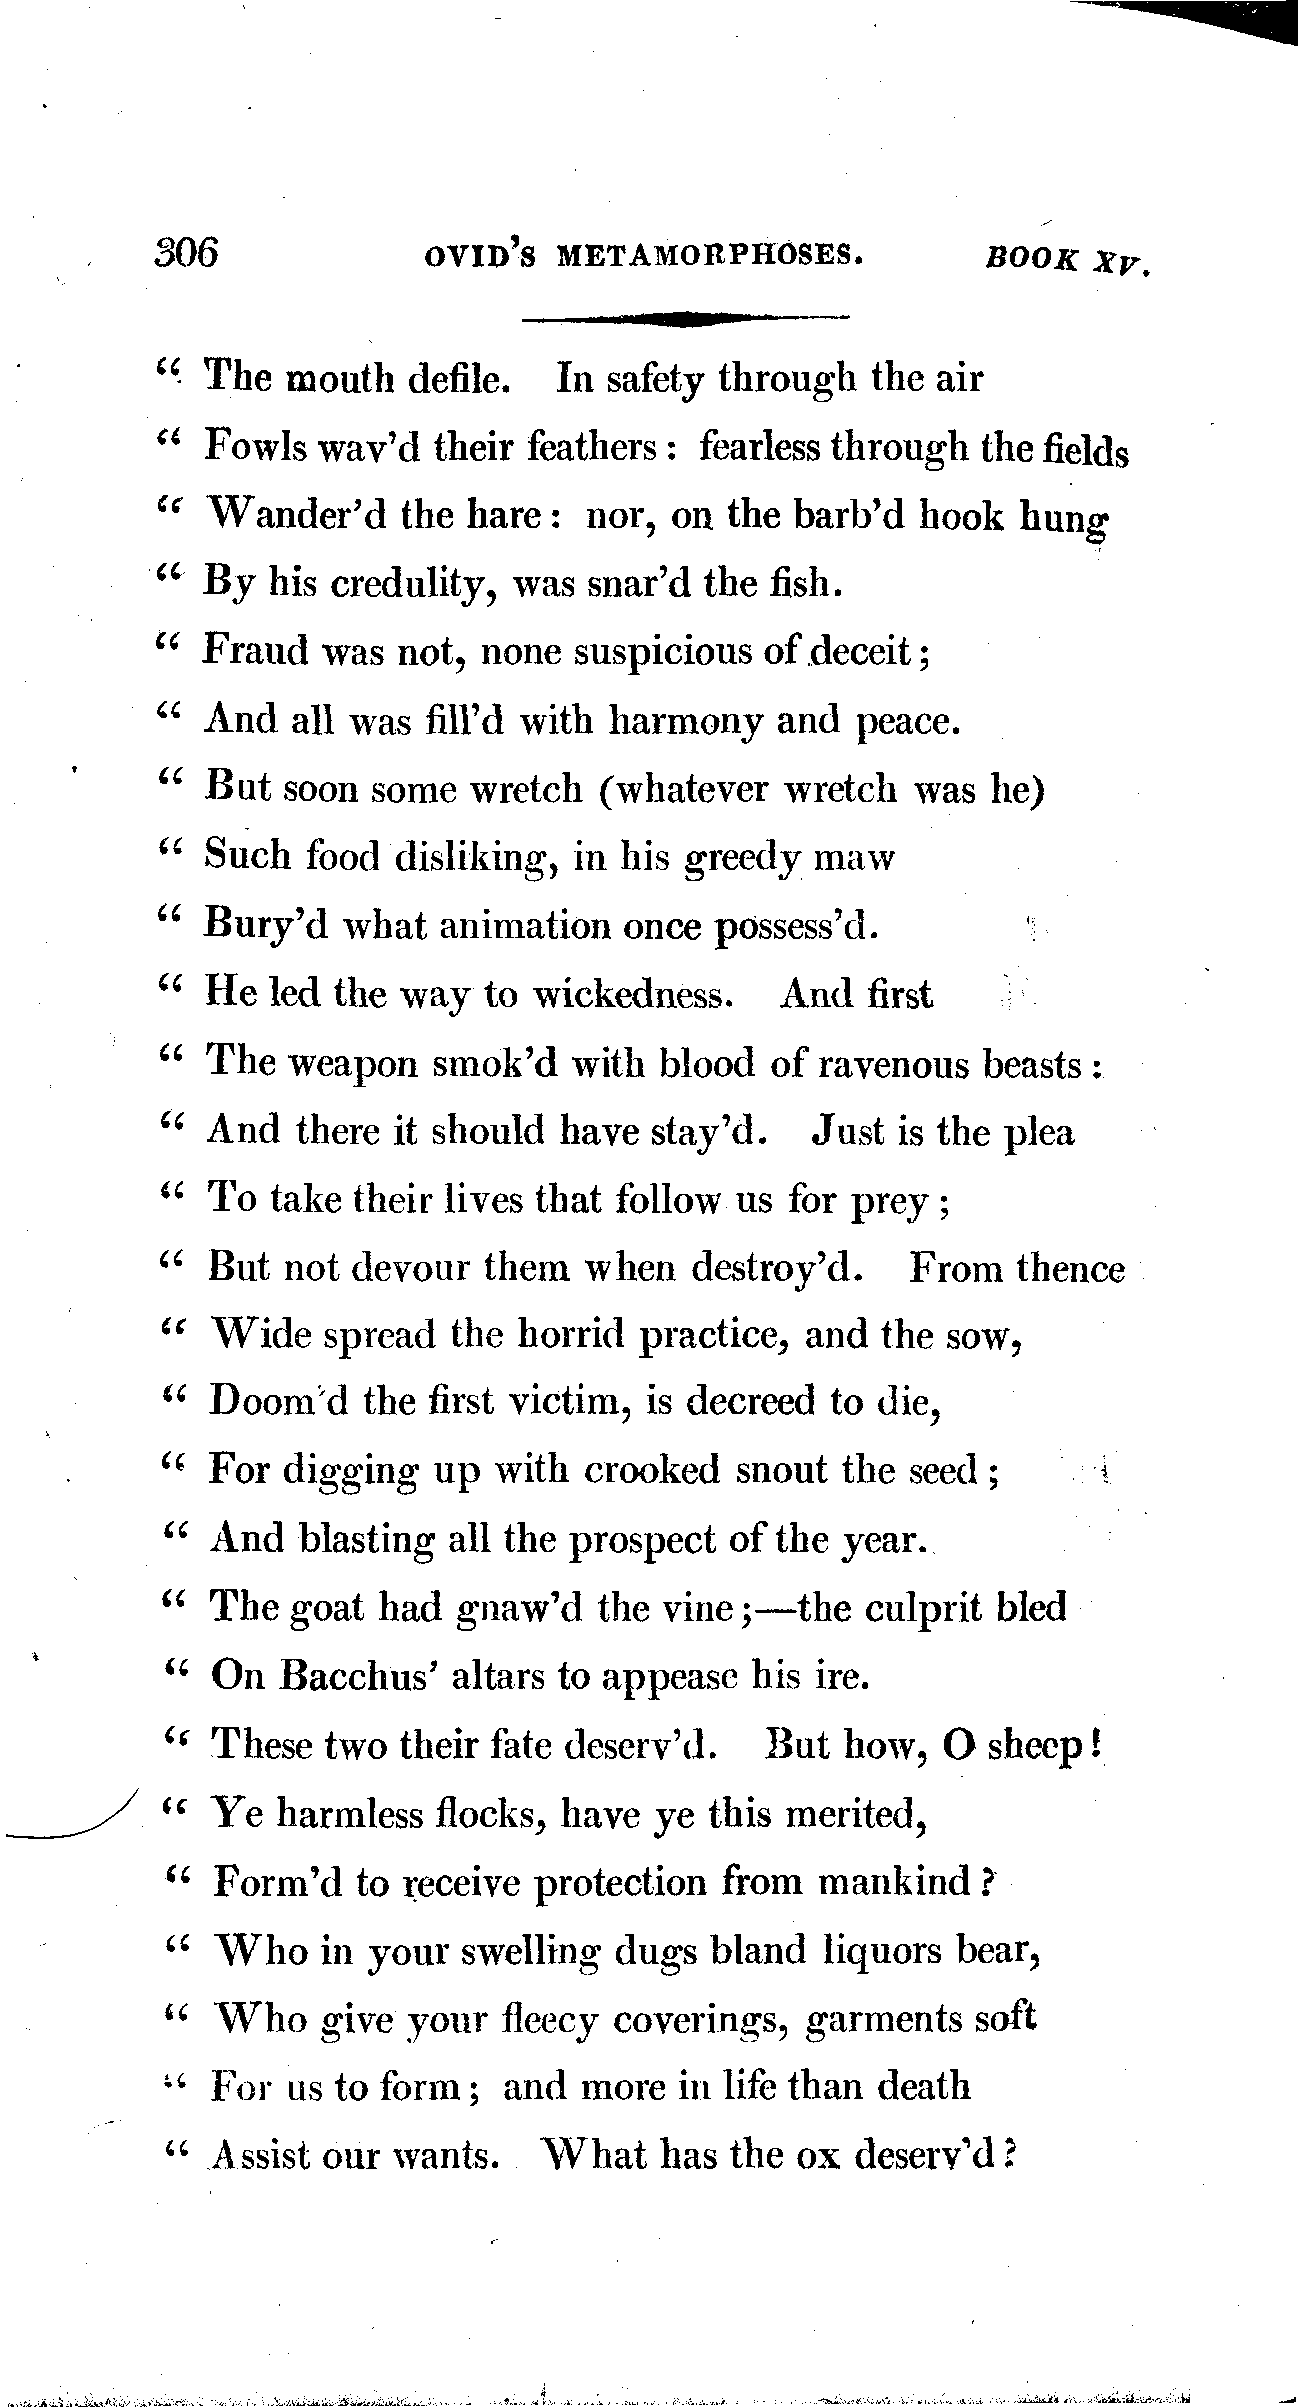 306 OVID'S METAMORPHOSES. BOOK XV.
“ The mouth defile. In safety through the air
“ Fowls wav'd their feathers : fearless through the fields
“ Wander'd the hare : nor, on the barb'd hook hung
“ By his credulity, was snar'd the fish.
“ Fraud was not, none suspicious of deceit ;
“ And all was fill'd with harmony and peace.
“ But soon some wretch (whatever wretch was he)
“ Such food disliking, in his greedy maw
“ Bury'd what animation once possess'd.
“ He led the way to wickedness. And first
“ The weapon smok'd with blood of ravenous beasts :
“ And there it should have stay'd. Just is the plea
“ To take their lives that follow us for prey ;
“ But not devour them when destroy'd. From thence
“ Wide spread the horrid practice, and the sow,
“ Doom'd the first victim, is decreed to die,
“ For digging up with crooked snout the seed ;
“ And blasting all the prospect of the year.
“ The goat had gnaw'd the vine ;—the culprit bled
“ On Bacchus' altars to appease his ire.
“ These two their fate deserv'd. But how, O sheep !
“ Ye harmless flocks, have ye this merited,
“ Form'd to receive protection from mankind ?
“ Who in your swelling dugs bland liquors bear,
“ Who give your fleecy coverings, garments soft
“ For us to form ; and more in life than death
“ Assist our wants. What has the ox deserv'd ?